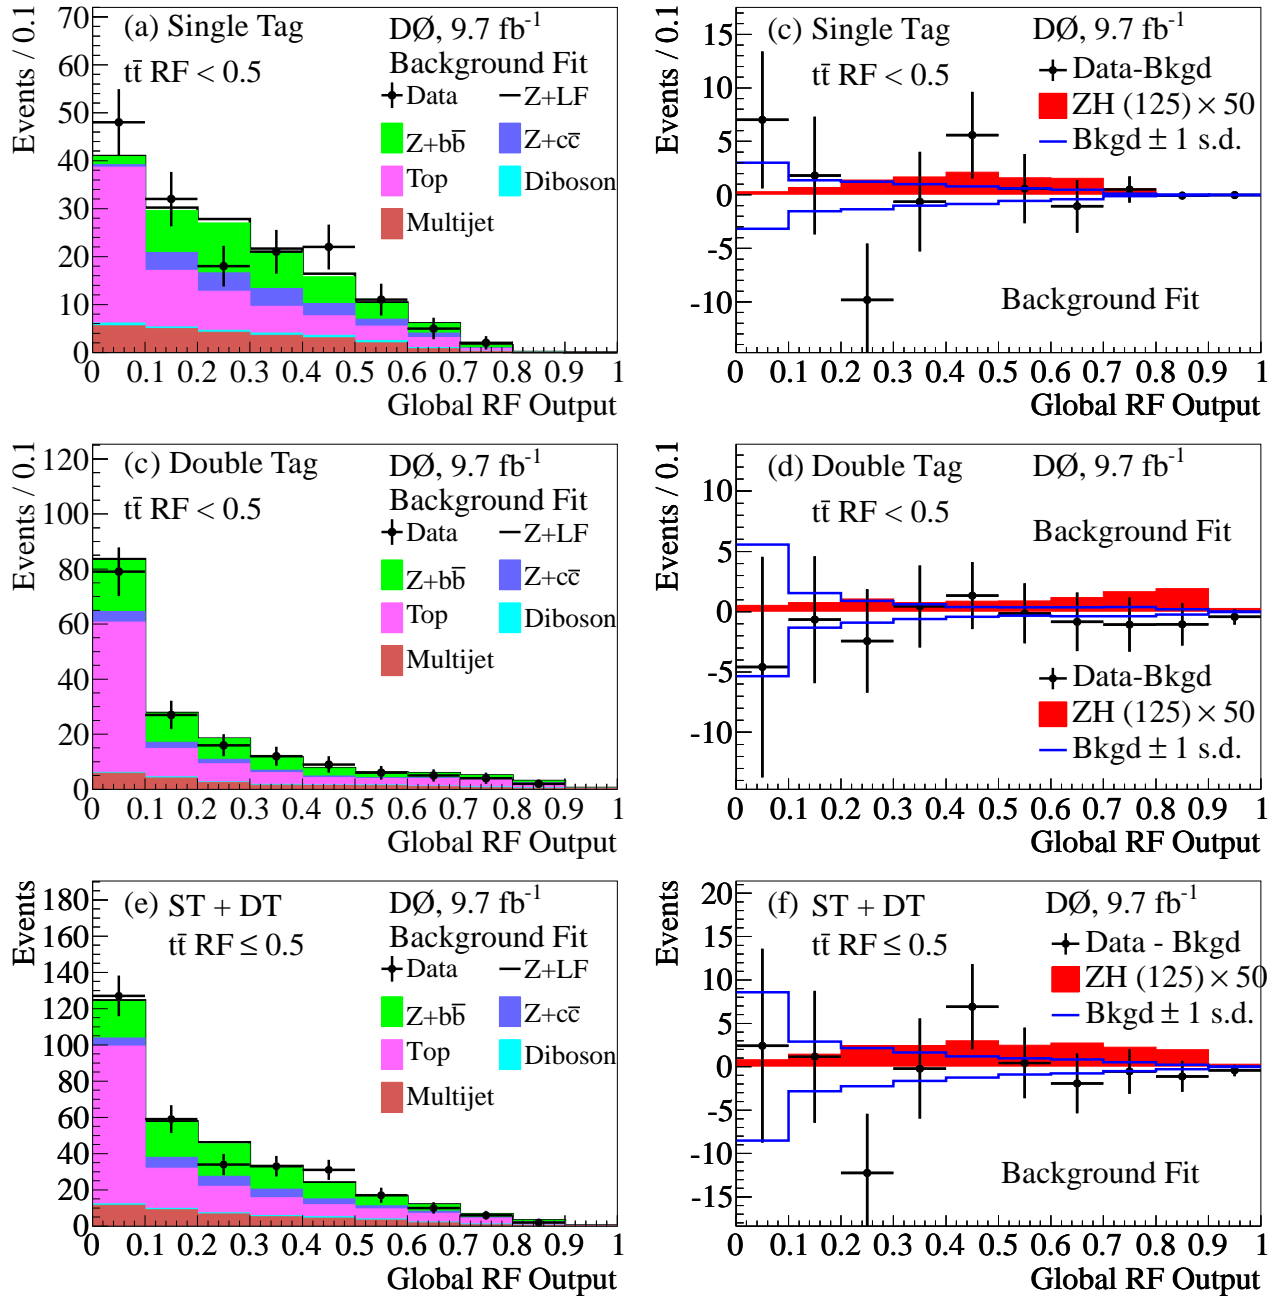 (a) Single Tag
tt̄ RF < 0.5
DØ, 9.7 fb⁻¹
Background Fit
Data
Z+LF
Z+bb̄
Z+cc̄
Top
Diboson
Multijet
Events / 0.1
70
60
50
40
30
20
10
0
0 0.1 0.2 0.3 0.4 0.5 0.6 0.7 0.8 0.9 1
Global RF Output
(c) Single Tag
tt̄ RF < 0.5
DØ, 9.7 fb⁻¹
Data-Bkgd
ZH (125) × 50
Bkgd ± 1 s.d.
Background Fit
Events / 0.1
15
10
5
0
-5
-10
0 0.1 0.2 0.3 0.4 0.5 0.6 0.7 0.8 0.9 1
Global RF Output
(c) Double Tag
tt̄ RF < 0.5
DØ, 9.7 fb⁻¹
Background Fit
Data
Z+LF
Z+bb̄
Z+cc̄
Top
Diboson
Multijet
Events / 0.1
120
100
80
60
40
20
0
0 0.1 0.2 0.3 0.4 0.5 0.6 0.7 0.8 0.9 1
Global RF Output
(d) Double Tag
tt̄ RF < 0.5
DØ, 9.7 fb⁻¹
Background Fit
Data-Bkgd
ZH (125) × 50
Bkgd ± 1 s.d.
Events / 0.1
10
5
0
-5
-10
0 0.1 0.2 0.3 0.4 0.5 0.6 0.7 0.8 0.9 1
Global RF Output
(e) ST + DT
tt̄ RF ≤ 0.5
DØ, 9.7 fb⁻¹
Background Fit
Data
Z+LF
Z+bb̄
Z+cc̄
Top
Diboson
Multijet
Events
180
160
140
120
100
80
60
40
20
0
0 0.1 0.2 0.3 0.4 0.5 0.6 0.7 0.8 0.9 1
Global RF Output
(f) ST + DT
tt̄ RF ≤ 0.5
DØ, 9.7 fb⁻¹
Data - Bkgd
ZH (125) × 50
Bkgd ± 1 s.d.
Background Fit
Events
20
15
10
5
0
-5
-10
-15
0 0.1 0.2 0.3 0.4 0.5 0.6 0.7 0.8 0.9 1
Global RF Output